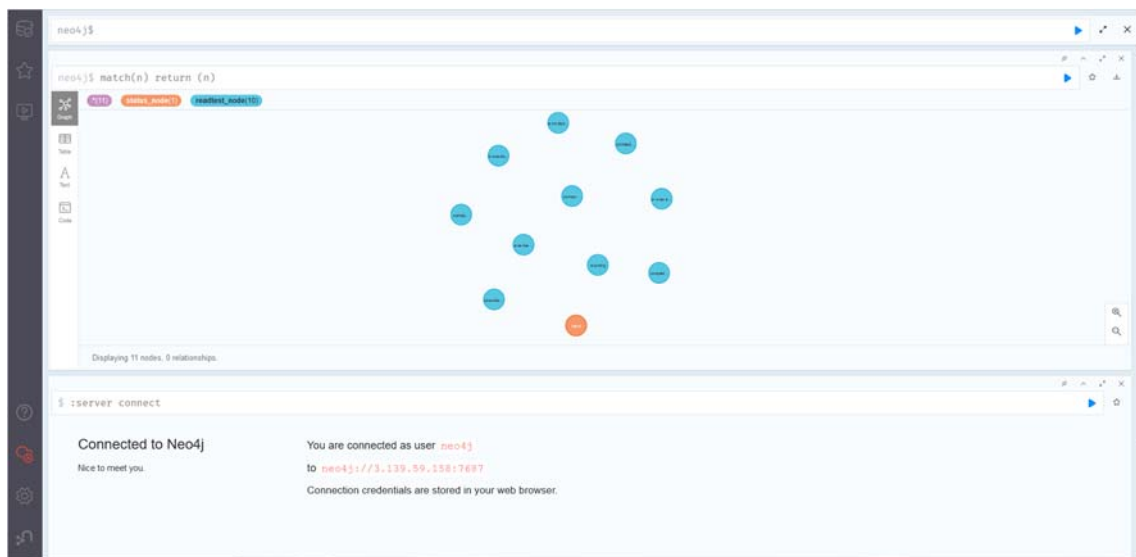 neo4j$
neo4j$ match(n) return (n)
*(11) status_node(1) readtest_node(10)
Graph
Table
A
Text
Code
Displaying 11 nodes, 0 relationships.
$ :server connect
Connected to Neo4j
Nice to meet you.
You are connected as user neo4j
to neo4j://3.139.59.158:7687
Connection credentials are stored in your web browser.